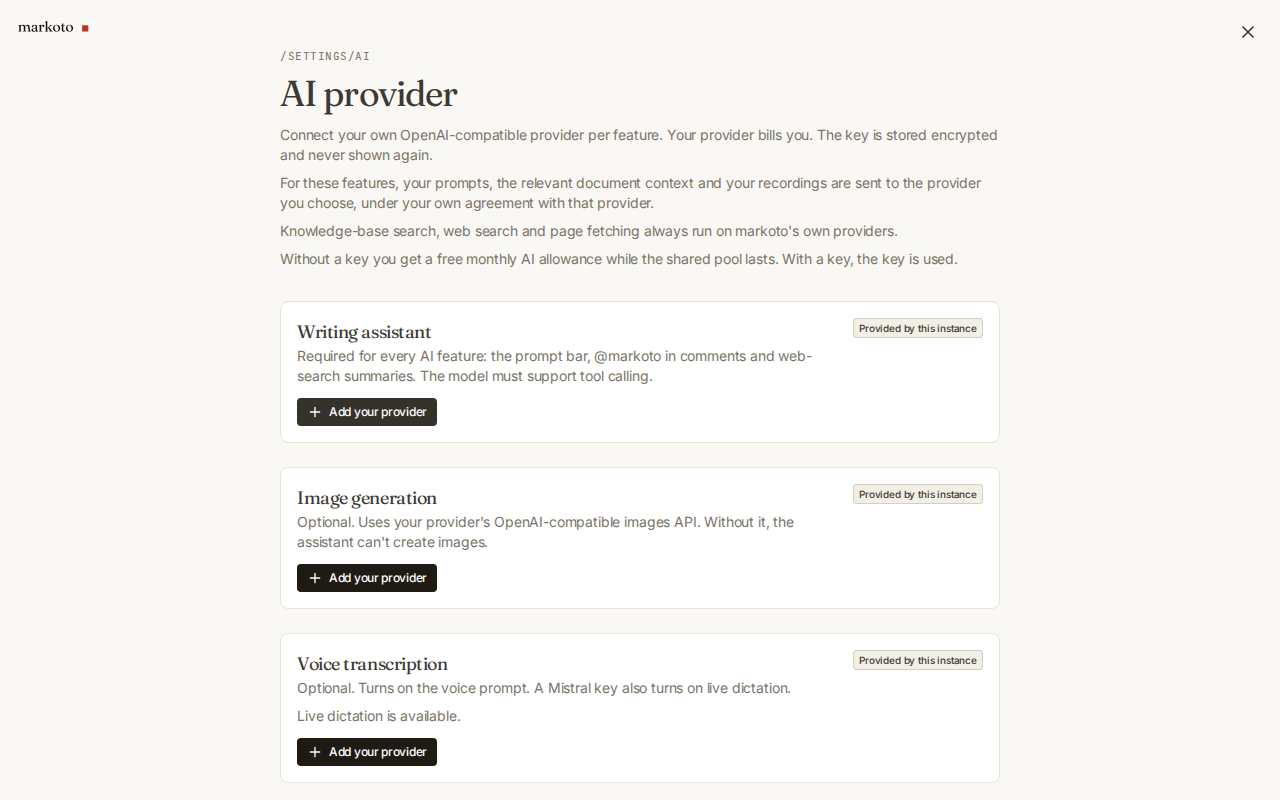 markoto
/SETTINGS/AI
AI provider
Connect your own OpenAI-compatible provider per feature. Your provider bills you. The key is stored encrypted
and never shown again.
For these features, your prompts, the relevant document context and your recordings are sent to the provider
you choose, under your own agreement with that provider.
Knowledge-base search, web search and page fetching always run on markoto's own providers.
Without a key you get a free monthly AI allowance while the shared pool lasts. With a key, the key is used.
Writing assistant
Provided by this instance
Required for every AI feature: the prompt bar, @markoto in comments and web-
search summaries. The model must support tool calling.
Add your provider
Image generation
Provided by this instance
Optional. Uses your provider's OpenAI-compatible images API. Without it, the
assistant can't create images.
Add your provider
Voice transcription
Provided by this instance
Optional. Turns on the voice prompt. A Mistral key also turns on live dictation.
Live dictation is available.
Add your provider